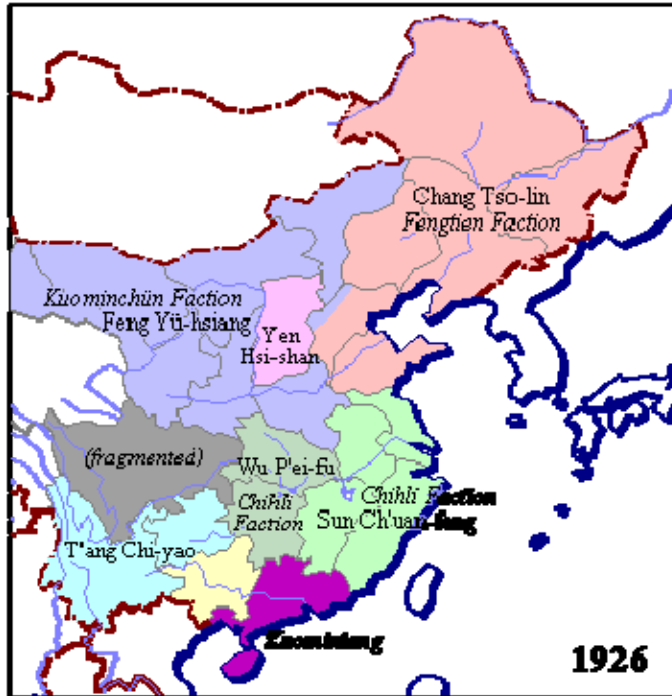 Chang Tso-lin
Fengtien Faction
Kuominchün Faction
Feng Yü-hsiang
Yen
Hsi-shan
(fragmented)
Wu P'ei-fu
Chihli
Faction
Chihli Faction
Sun Ch'uan-fang
T'ang Chi-yao
Kuomintang
1926